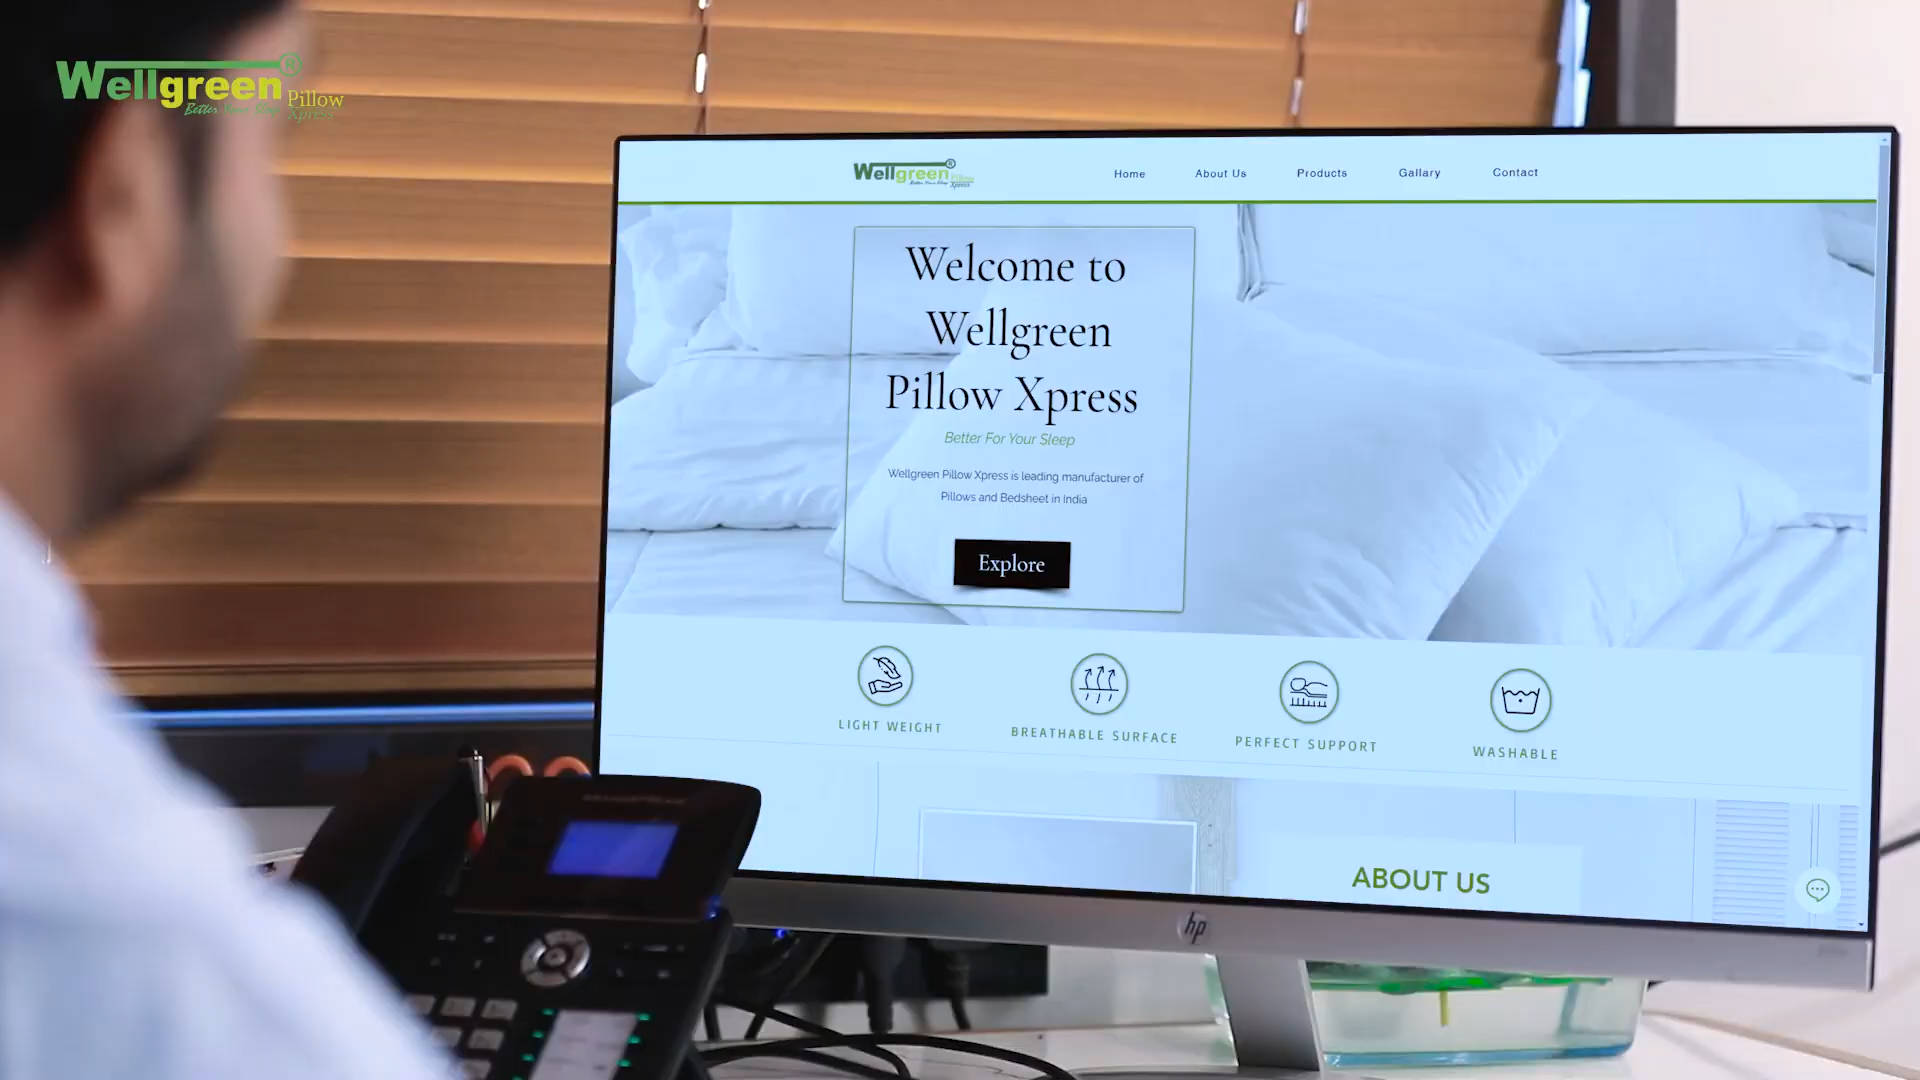 Wellgreen®
Better Your Sleep
Pillow
Xpress
Wellgreen®
Pillow
Xpress
Home
About Us
Products
Gallary
Contact
Welcome to
Wellgreen
Pillow Xpress
Better For Your Sleep
Wellgreen Pillow Xpress is leading manufacturer of
Pillows and Bedsheet in India
Explore
LIGHT WEIGHT
BREATHABLE SURFACE
PERFECT SUPPORT
WASHABLE
ABOUT US
hp